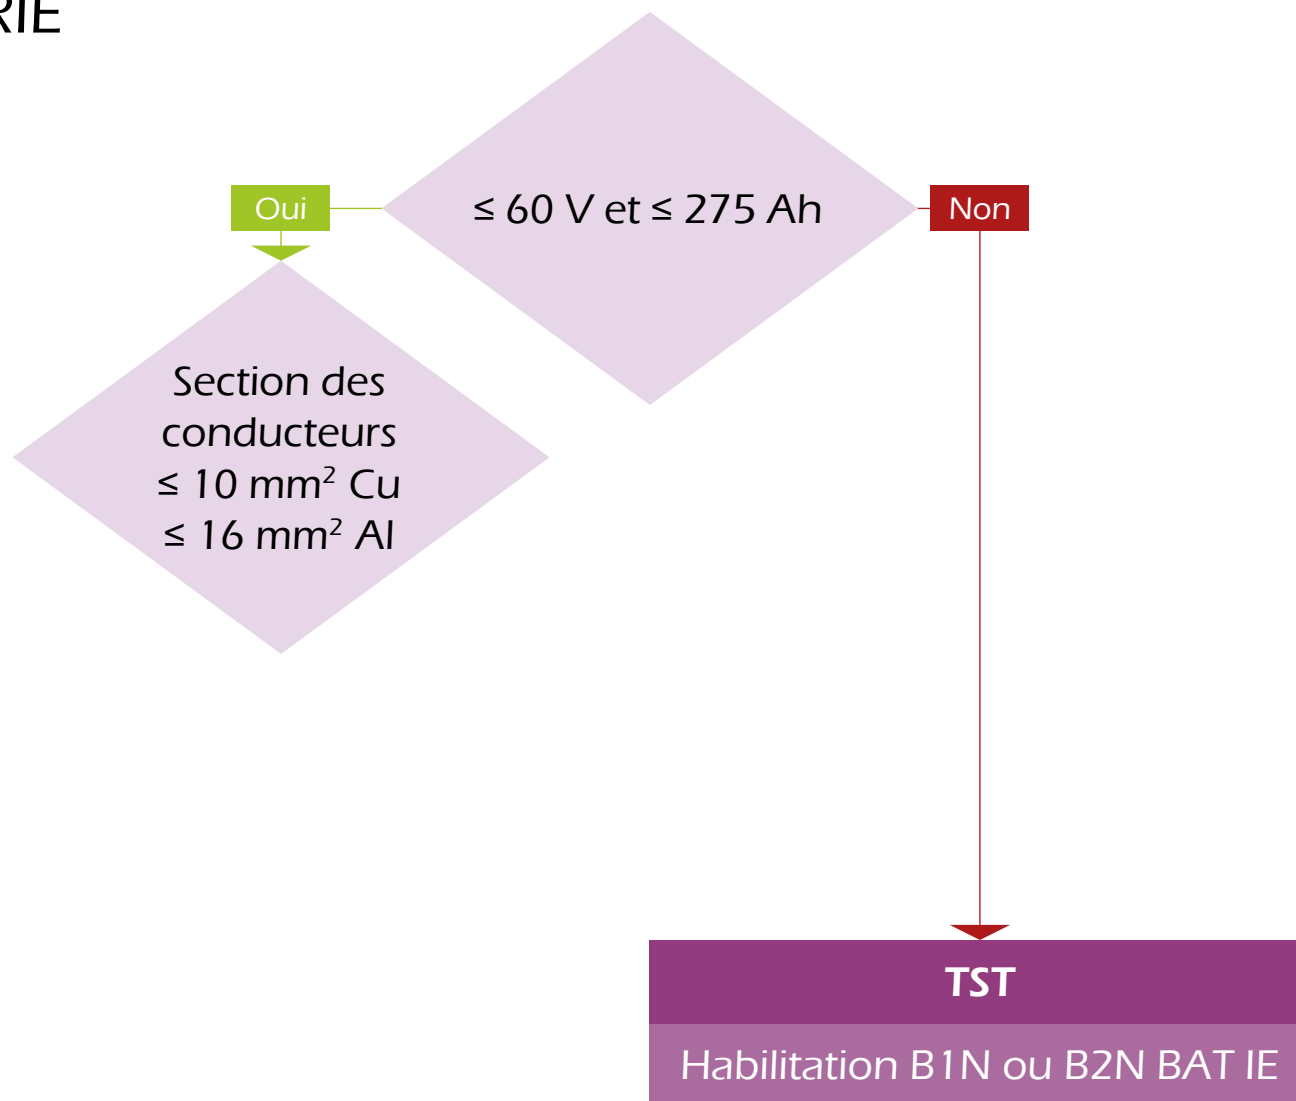 RIE
≤ 60 V et ≤ 275 Ah
Oui
Non
Section des
conducteurs
≤ 10 mm² Cu
≤ 16 mm² Al
TST
Habilitation B1N ou B2N BAT IE